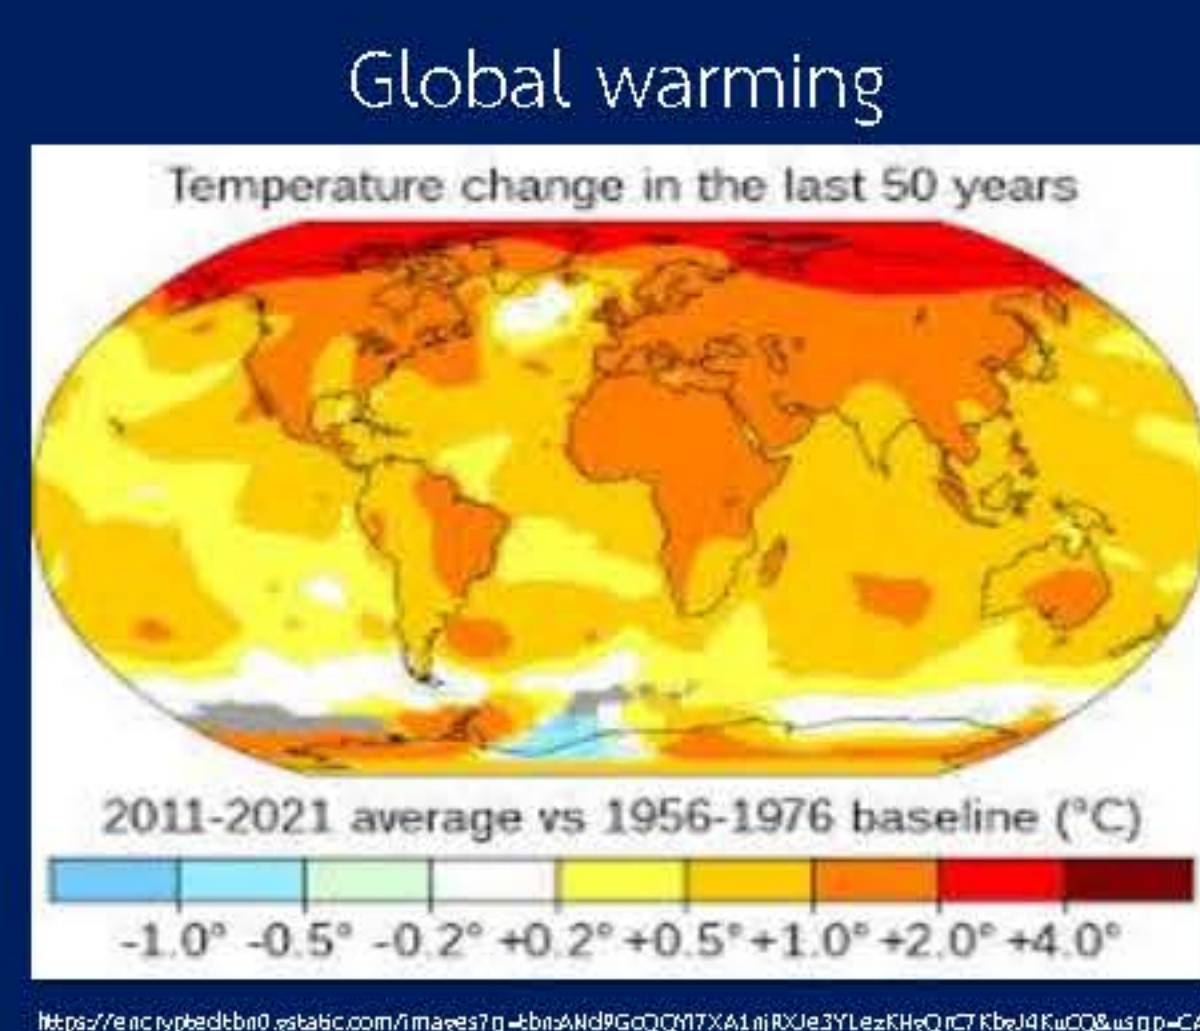 Global warming
Temperature change in the last 50 years
2011-2021 average vs 1956-1976 baseline (°C)
-1.0° -0.5° -0.2° +0.2° +0.5° +1.0° +2.0° +4.0°